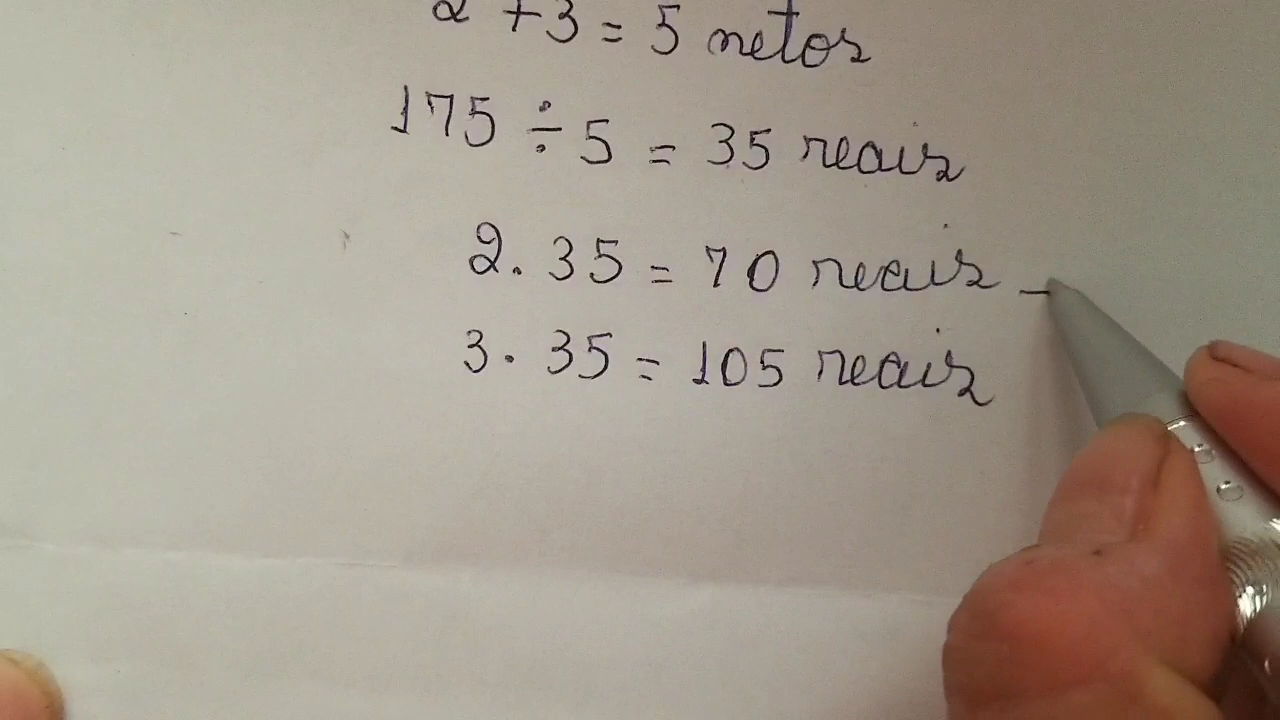 2 + 3 = 5 netos
175 ÷ 5 = 35 reais
2 . 35 = 70 reais _
3 . 35 = 105 reais